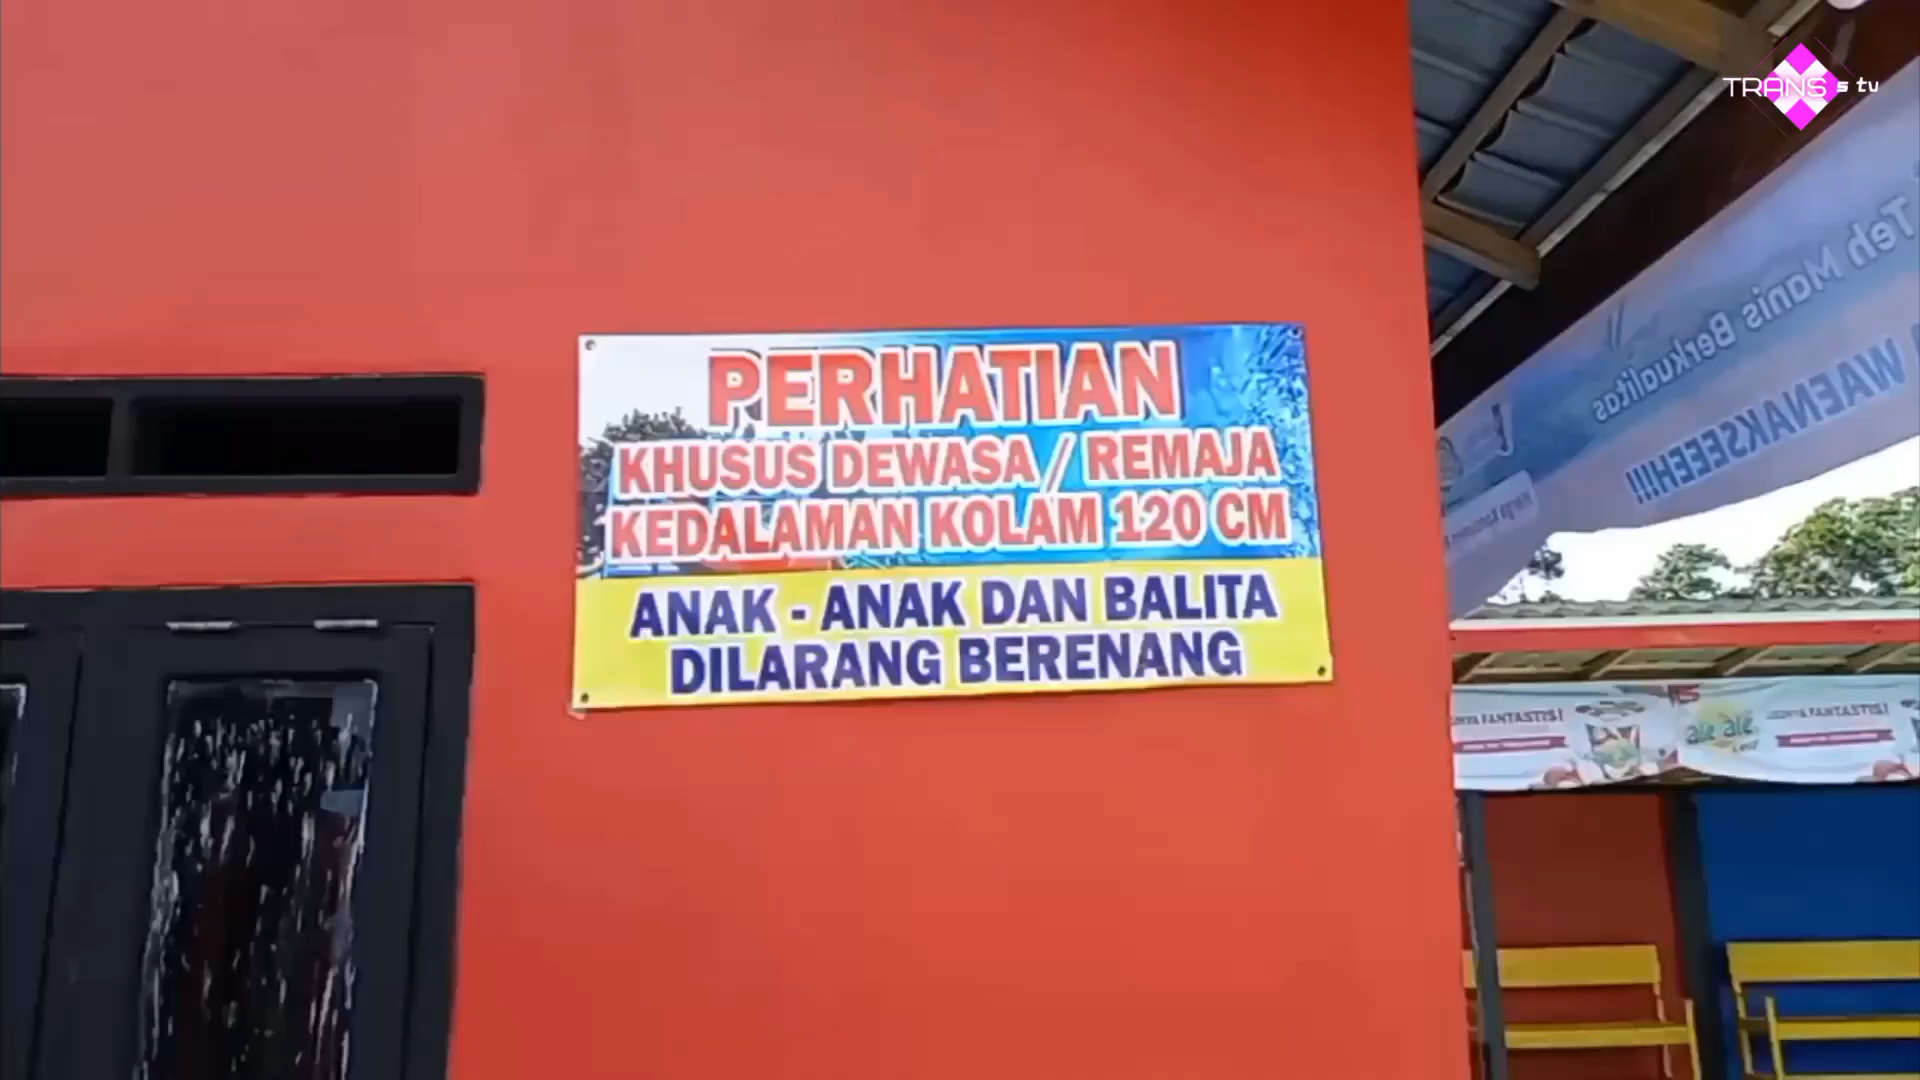 TRANS s tv
PERHATIAN
KHUSUS DEWASA / REMAJA
KEDALAMAN KOLAM 120 CM
ANAK - ANAK DAN BALITA
DILARANG BERENANG
Teh Manis Berkualitas
WAENAKSEEEH!!!
FANTASTIS!
ale ale
FANTASTIS!